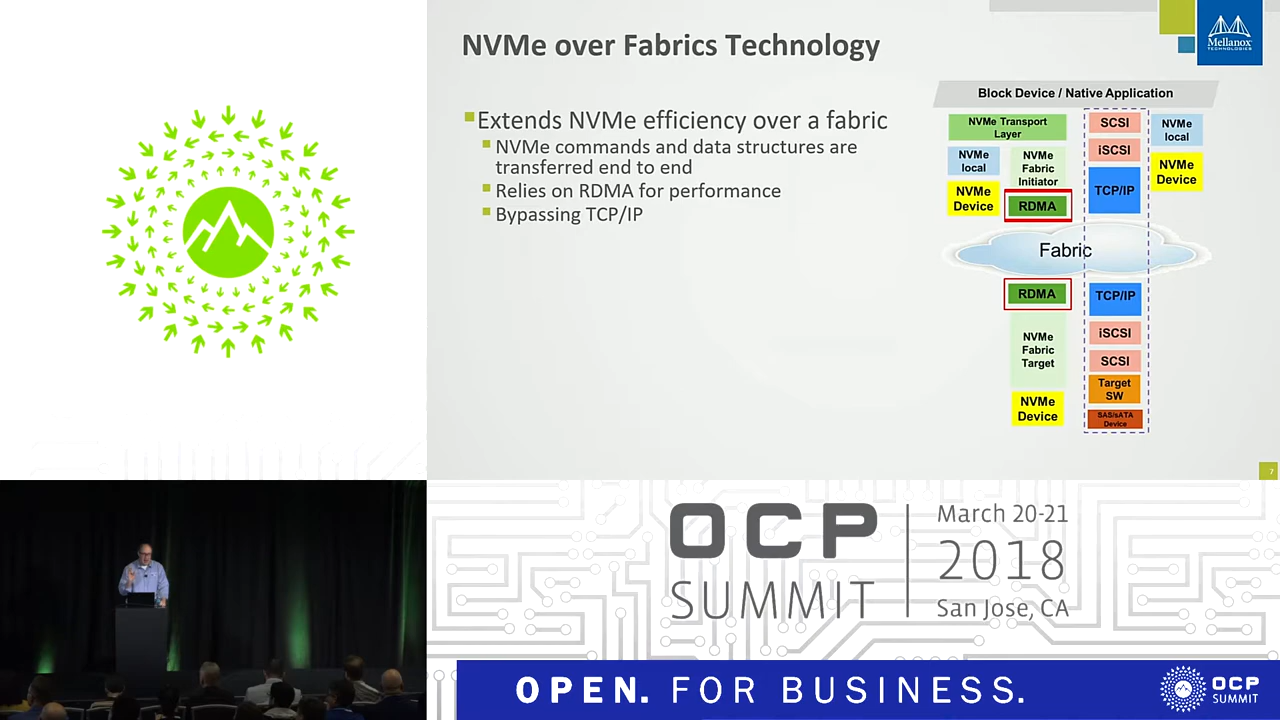 NVMe over Fabrics Technology
Mellanox
TECHNOLOGIES
Extends NVMe efficiency over a fabric
NVMe commands and data structures are
transferred end to end
Relies on RDMA for performance
Bypassing TCP/IP
Block Device / Native Application
NVMe Transport
Layer
NVMe
local
NVMe
Device
NVMe
Fabric
Initiator
RDMA
SCSI
iSCSI
TCP/IP
NVMe
local
NVMe
Device
Fabric
RDMA
NVMe
Fabric
Target
NVMe
Device
TCP/IP
iSCSI
SCSI
Target
SW
SAS/sATA
Device
7
OCP
SUMMIT
March 20-21
2018
San Jose, CA
OPEN. FOR BUSINESS.
OCP
SUMMIT